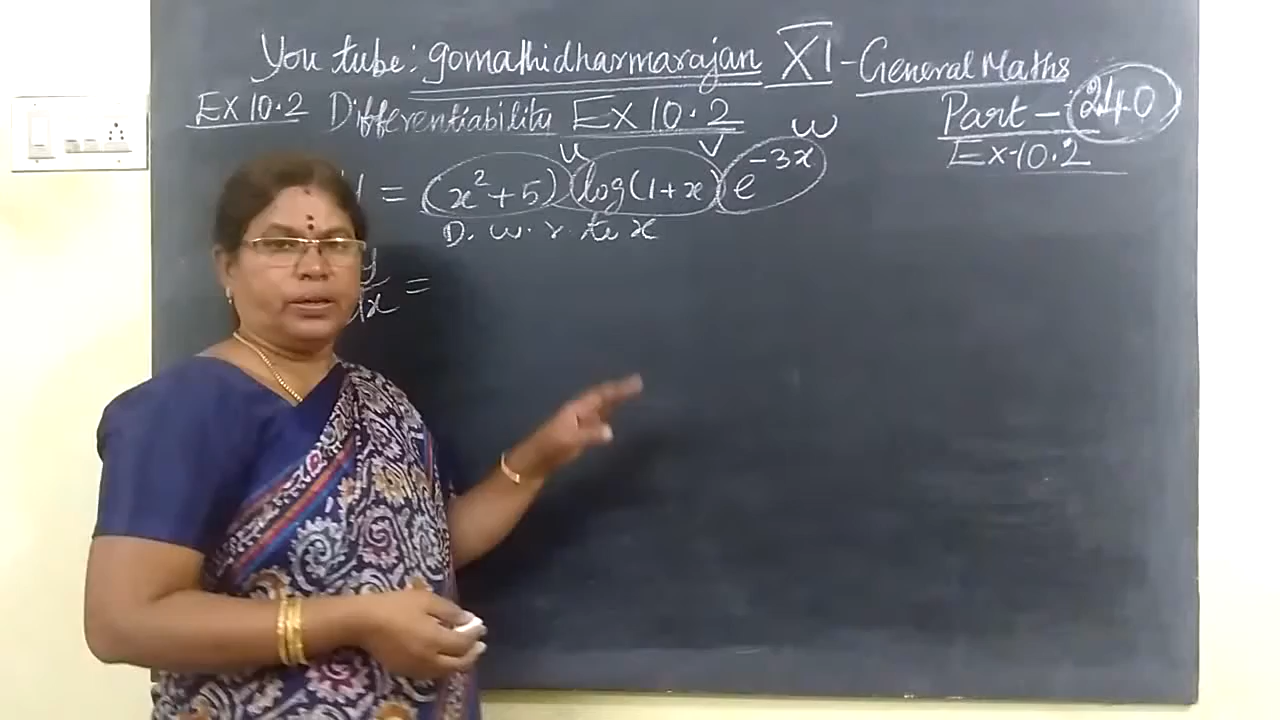 You tube: gomathidharmarajan XI - General Maths
Ex 10.2 Differentiability Ex 10.2 Part - 240
Ex-10.2
u v w
y = (x²+5) log(1+x) e^-3x
D. w. r. to x
dy/dx =